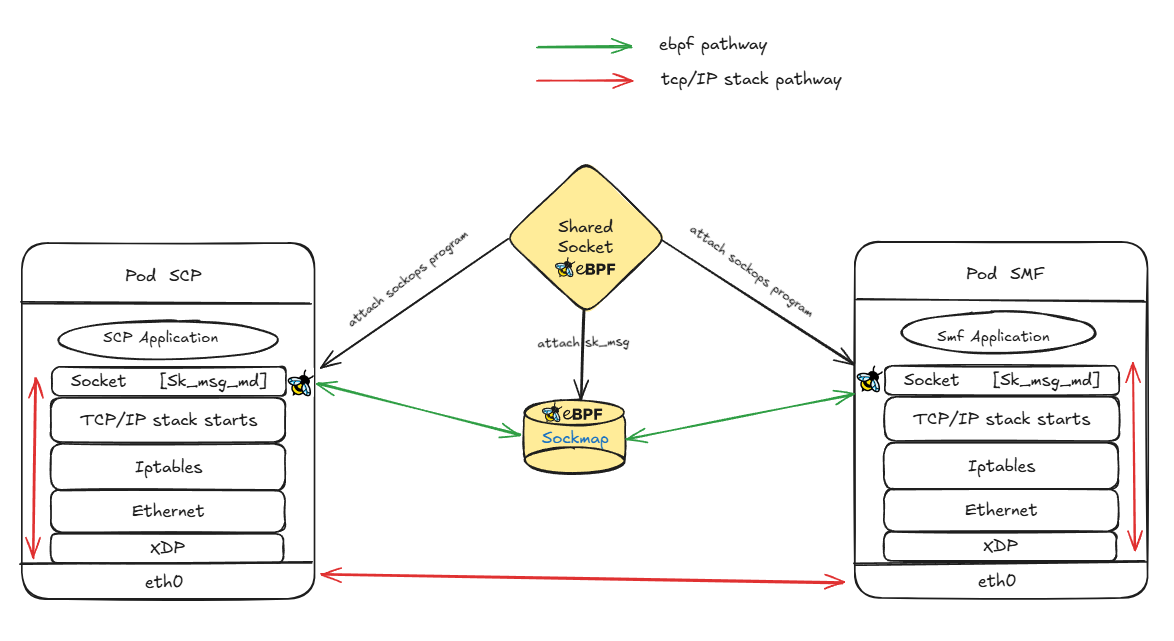 ebpf pathway
tcp/IP stack pathway
Shared
Socket
eBPF
attach sockops program
attach sockops program
attach sk_msg
eBPF
Sockmap
Pod SCP
SCP Application
Socket [Sk_msg_md]
TCP/IP stack starts
Iptables
Ethernet
XDP
eth0
Pod SMF
Smf Application
Socket [Sk_msg_md]
TCP/IP stack starts
Iptables
Ethernet
XDP
eth0